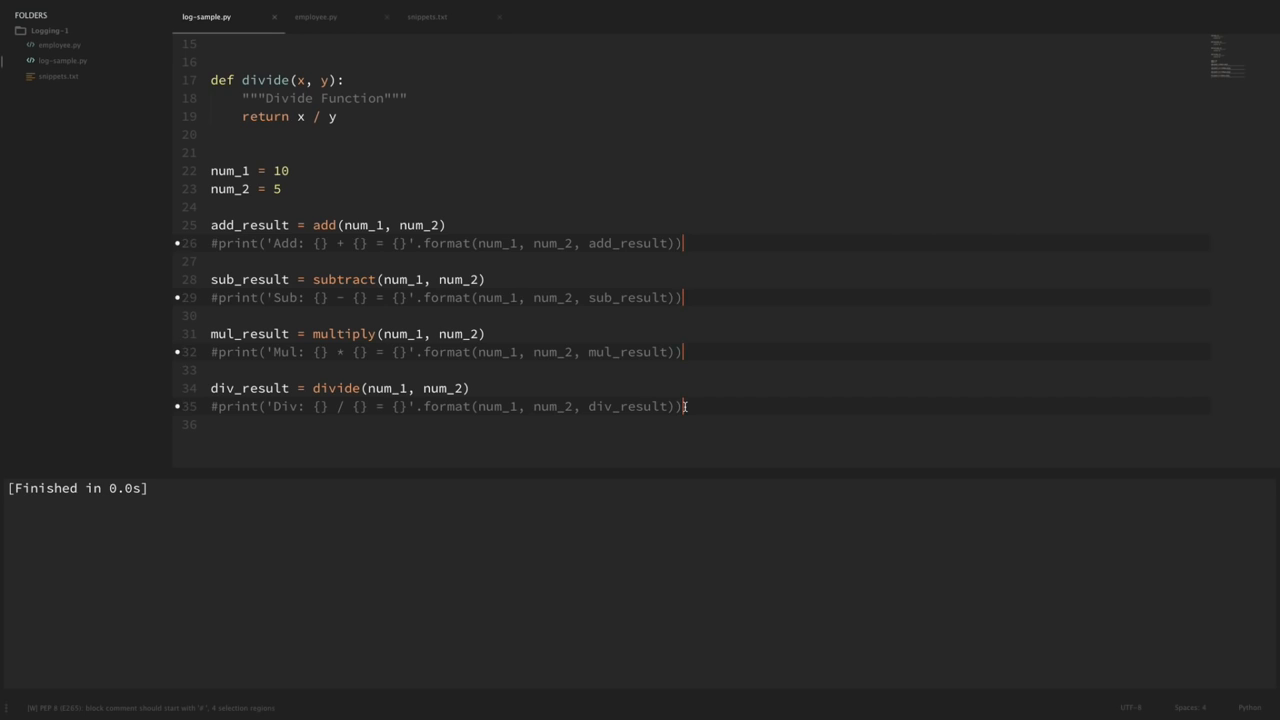 FOLDERS
Logging-1
employee.py
log-sample.py
snippets.txt
log-sample.py × employee.py × snippets.txt ×
15
16
17 def divide(x, y):
18 """Divide Function"""
19 return x / y
20
21
22 num_1 = 10
23 num_2 = 5
24
25 add_result = add(num_1, num_2)
26 #print('Add: {} + {} = {}'.format(num_1, num_2, add_result))
27
28 sub_result = subtract(num_1, num_2)
29 #print('Sub: {} - {} = {}'.format(num_1, num_2, sub_result))
30
31 mul_result = multiply(num_1, num_2)
32 #print('Mul: {} * {} = {}'.format(num_1, num_2, mul_result))
33
34 div_result = divide(num_1, num_2)
35 #print('Div: {} / {} = {}'.format(num_1, num_2, div_result))
36
[Finished in 0.0s]
[W] PEP 8 (E265): block comment should start with '# ', 4 selection regions UTF-8 Spaces: 4 Python